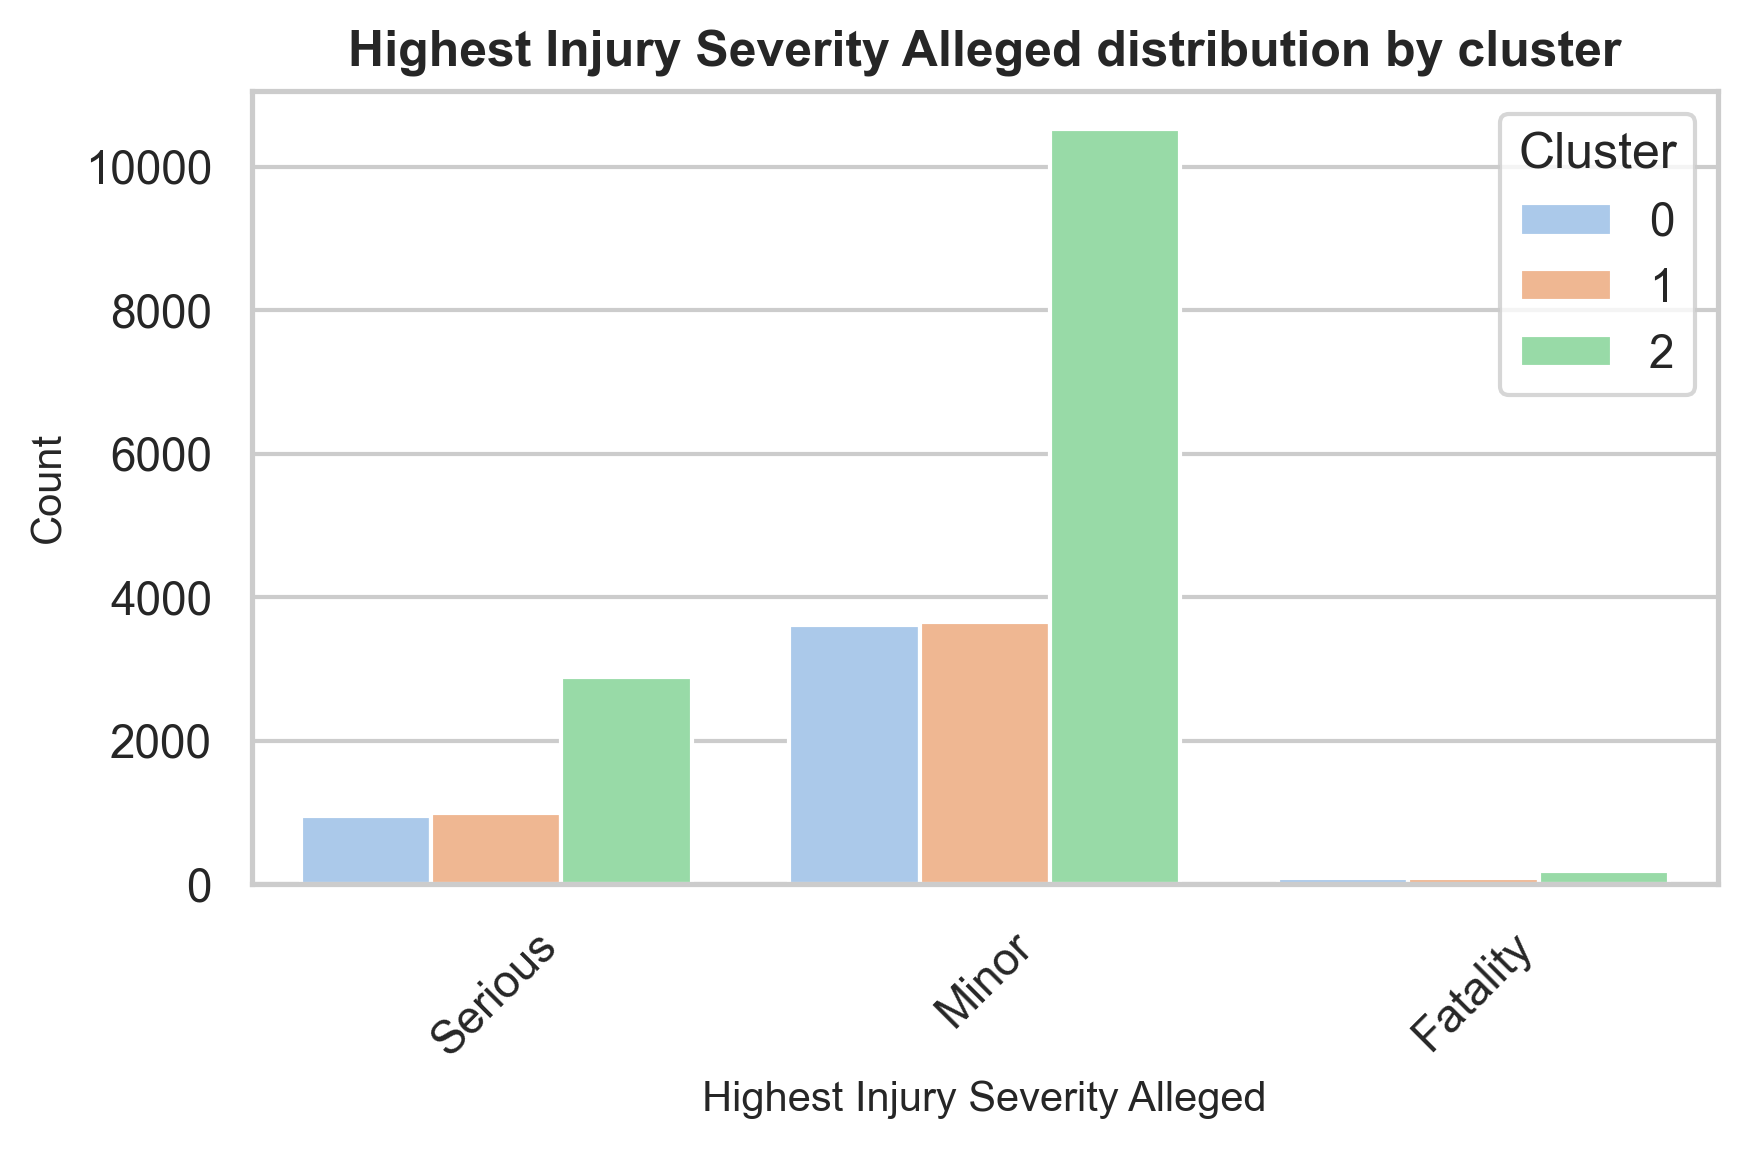 Highest Injury Severity Alleged distribution by cluster
10000
8000
6000
4000
2000
0
Count
Cluster
0
1
2
Serious
Minor
Fatality
Highest Injury Severity Alleged